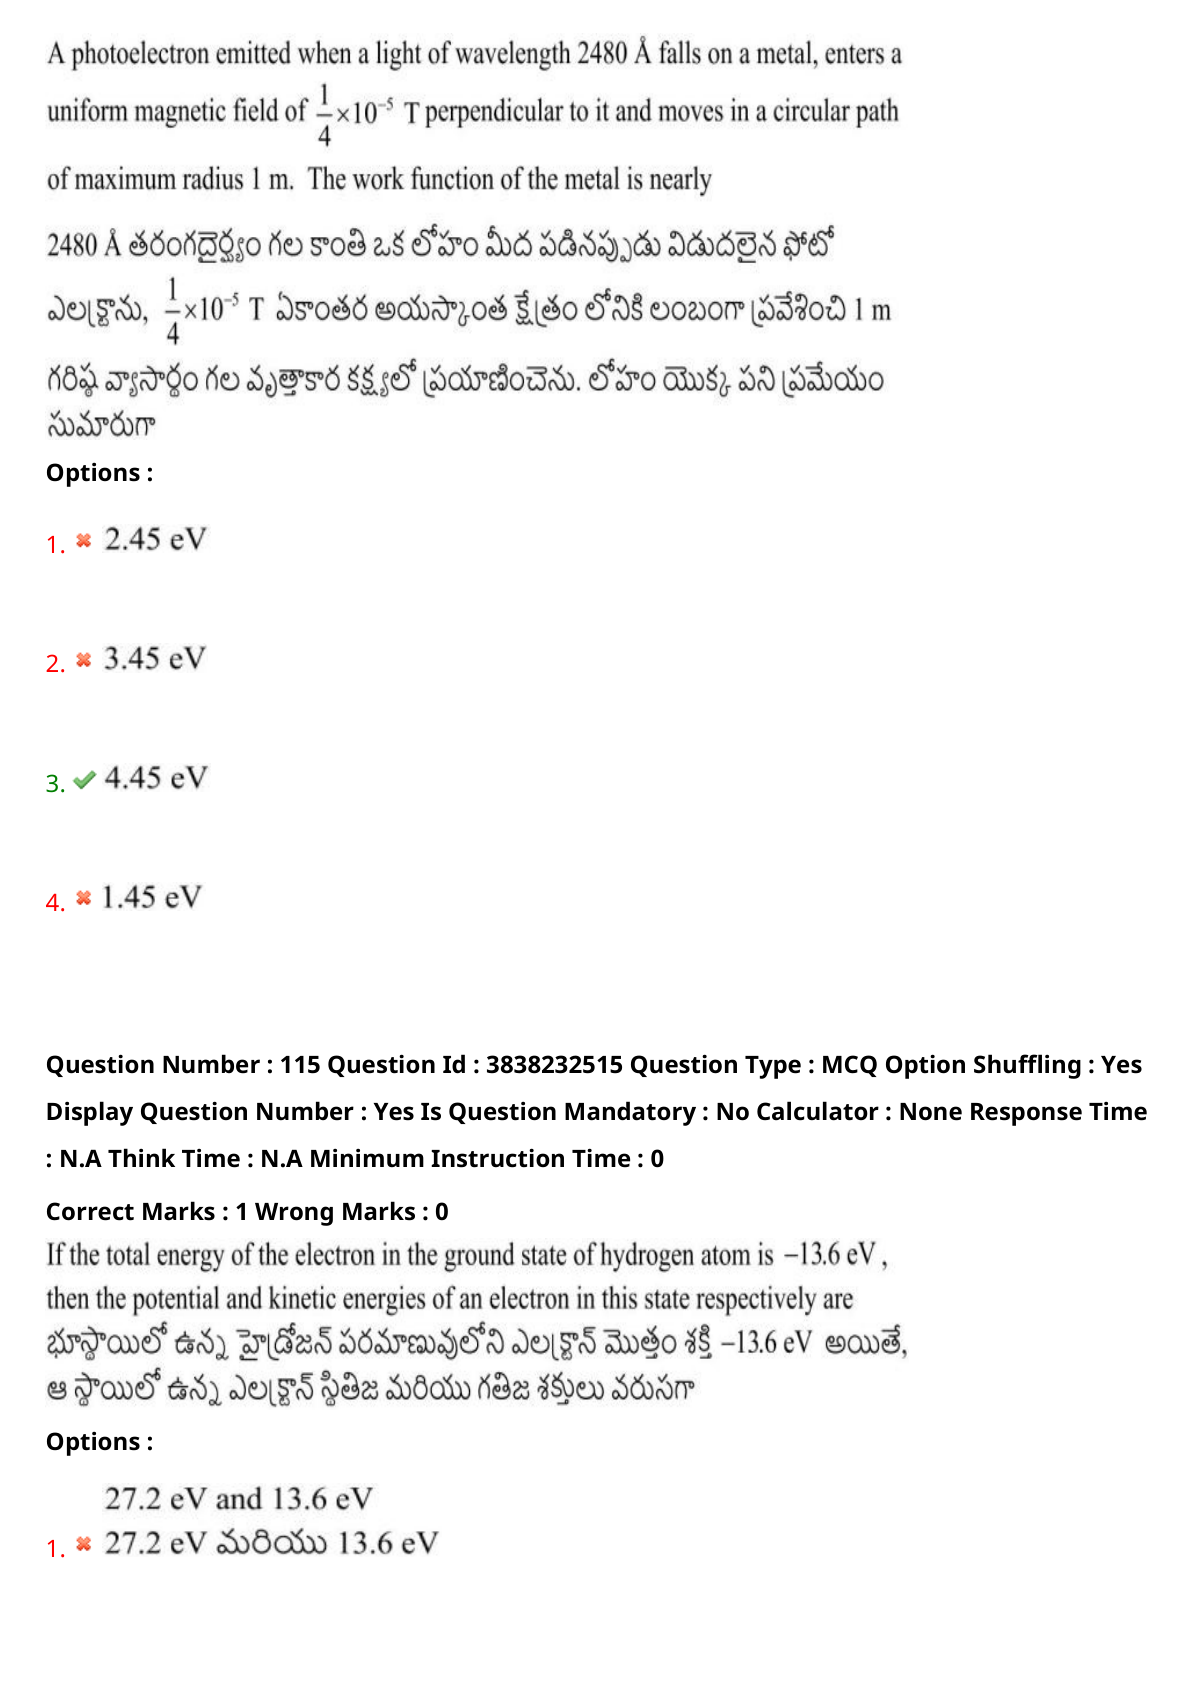 A photoelectron emitted when a light of wavelength 2480 Å falls on a metal, enters a
uniform magnetic field of 1/4 ×10⁻⁵ T perpendicular to it and moves in a circular path
of maximum radius 1 m. The work function of the metal is nearly
2480 Å తరంగదైర్ఘ్యం గల కాంతి ఒక లోహం మీద పడినప్పుడు విడుదలైన ఫోటో
ఎలక్ట్రాను, 1/4 ×10⁻⁵ T ఏకాంతర అయస్కాంత క్షేత్రం లోనికి లంబంగా ప్రవేశించి 1 m
గరిష్ఠ వ్యాసార్థం గల వృత్తాకార కక్ష్యలో ప్రయాణించెను. లోహం యొక్క పని ప్రమేయం
సుమారుగా
Options :
1. ✖ 2.45 eV
2. ✖ 3.45 eV
3. ✔ 4.45 eV
4. ✖ 1.45 eV
Question Number : 115 Question Id : 3838232515 Question Type : MCQ Option Shuffling : Yes
Display Question Number : Yes Is Question Mandatory : No Calculator : None Response Time
: N.A Think Time : N.A Minimum Instruction Time : 0
Correct Marks : 1 Wrong Marks : 0
If the total energy of the electron in the ground state of hydrogen atom is −13.6 eV ,
then the potential and kinetic energies of an electron in this state respectively are
భూస్థాయిలో ఉన్న హైడ్రోజన్ పరమాణువులోని ఎలక్ట్రాన్ మొత్తం శక్తి −13.6 eV అయితే,
ఆ స్థాయిలో ఉన్న ఎలక్ట్రాన్ స్థితిజ మరియు గతిజ శక్తులు వరుసగా
Options :
27.2 eV and 13.6 eV
1. ✖ 27.2 eV మరియు 13.6 eV